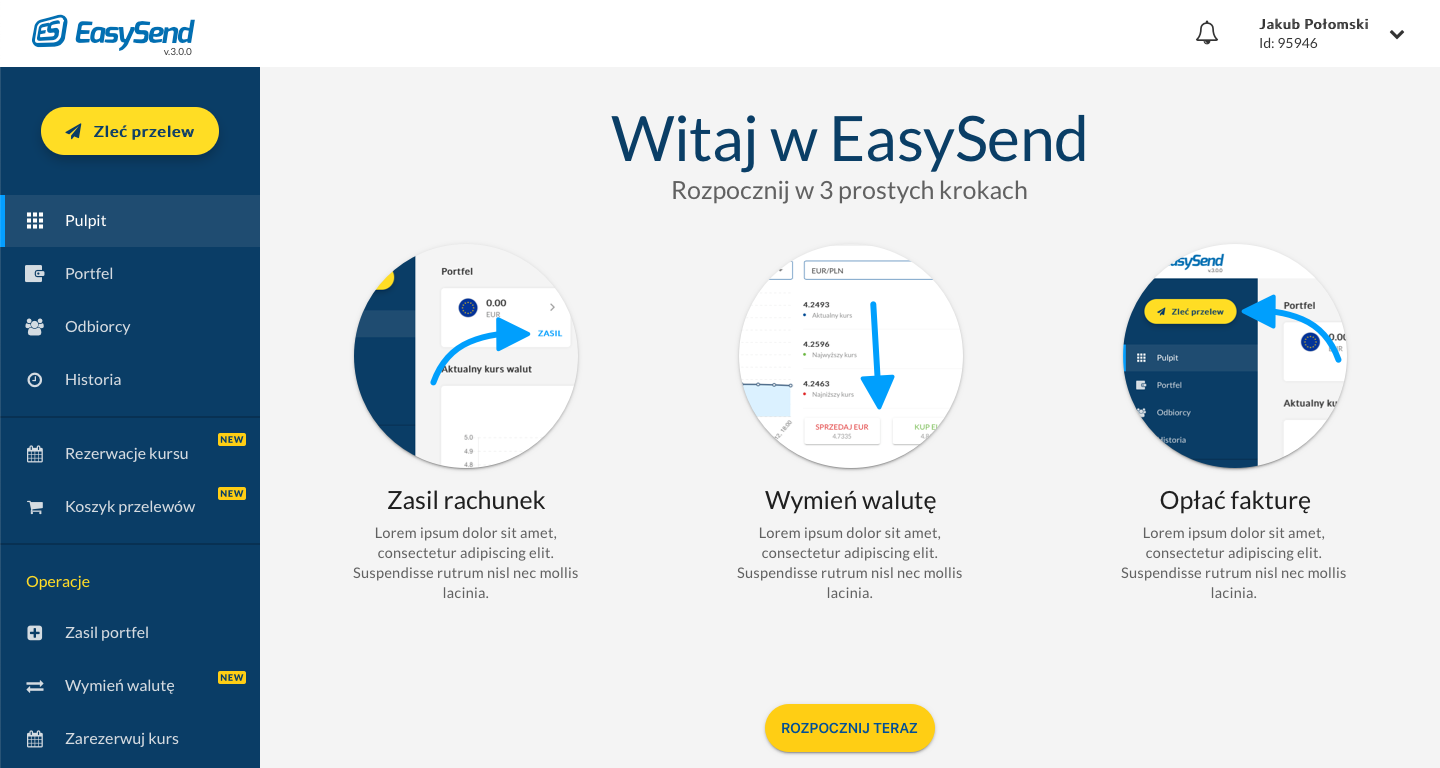 EasySend
v.3.0.0
Jakub Połomski
Id: 95946
Zleć przelew
Pulpit
Portfel
Odbiorcy
Historia
Rezerwacje kursu
NEW
Koszyk przelewów
NEW
Operacje
Zasil portfel
Wymień walutę
NEW
Zarezerwuj kurs
Witaj w EasySend
Rozpocznij w 3 prostych krokach
Portfel
0.00
EUR
ZASIL
Aktualny kurs walut
5.0
4.9
4.8
EUR/PLN
4.2493
Aktualny kurs
4.2596
Najwyższy kurs
4.2463
Najniższy kurs
18:00
SPRZEDAJ EUR
4.7335
KUP
EasySend
v.3.0.0
Zleć przelew
Pulpit
Portfel
Odbiorcy
Historia
Portfel
Aktualny
Zasil rachunek
Lorem ipsum dolor sit amet,
consectetur adipiscing elit.
Suspendisse rutrum nisl nec mollis
lacinia.
Wymień walutę
Lorem ipsum dolor sit amet,
consectetur adipiscing elit.
Suspendisse rutrum nisl nec mollis
lacinia.
Opłać fakturę
Lorem ipsum dolor sit amet,
consectetur adipiscing elit.
Suspendisse rutrum nisl nec mollis
lacinia.
ROZPOCZNIJ TERAZ